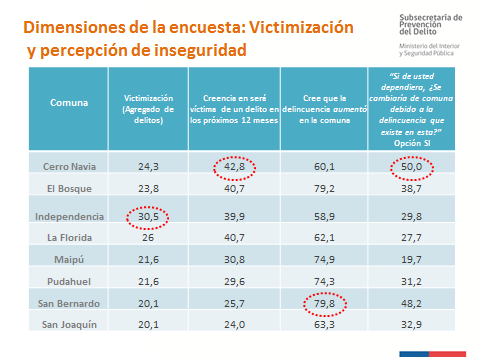 Dimensiones de la encuesta: Victimización
y percepción de inseguridad
Subsecretaría de
Prevención
del Delito
Ministerio del Interior
y Seguridad Pública
Comuna
Victimización
(Agregado de
delitos)
Creencia en será
víctima de un delito en
los próximos 12 meses
Cree que la
delincuencia aumentó
en la comuna
"Si de usted
dependiera, ¿Se
cambiaría de comuna
debido a la
delincuencia que
existe en esta?"
Opción SI
Cerro Navia 24,3 42,8 60,1 50,0
El Bosque 23,8 40,7 79,2 38,7
Independencia 30,5 39,9 58,9 29,8
La Florida 26 40,7 62,1 27,7
Maipú 21,6 30,8 74,9 19,7
Pudahuel 21,6 29,6 74,3 31,2
San Bernardo 20,1 25,7 79,8 48,2
San Joaquín 20,1 24,0 63,3 32,9